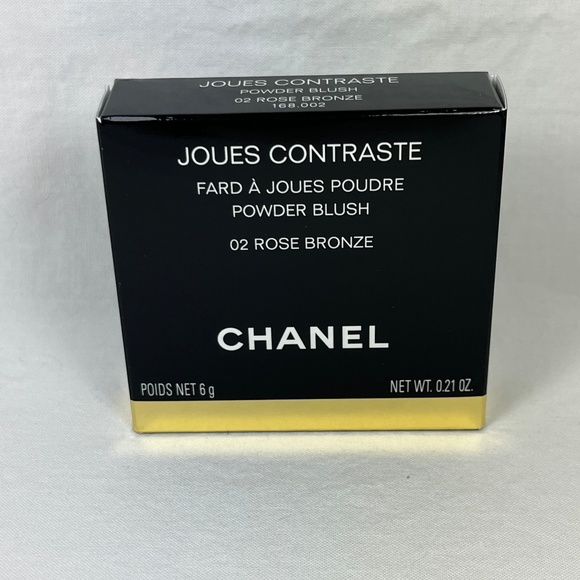 JOUES CONTRASTE
POWDER BLUSH
02 ROSE BRONZE
168.002
JOUES CONTRASTE
FARD À JOUES POUDRE
POWDER BLUSH
02 ROSE BRONZE
CHANEL
POIDS NET 6 g NET WT. 0.21 OZ.